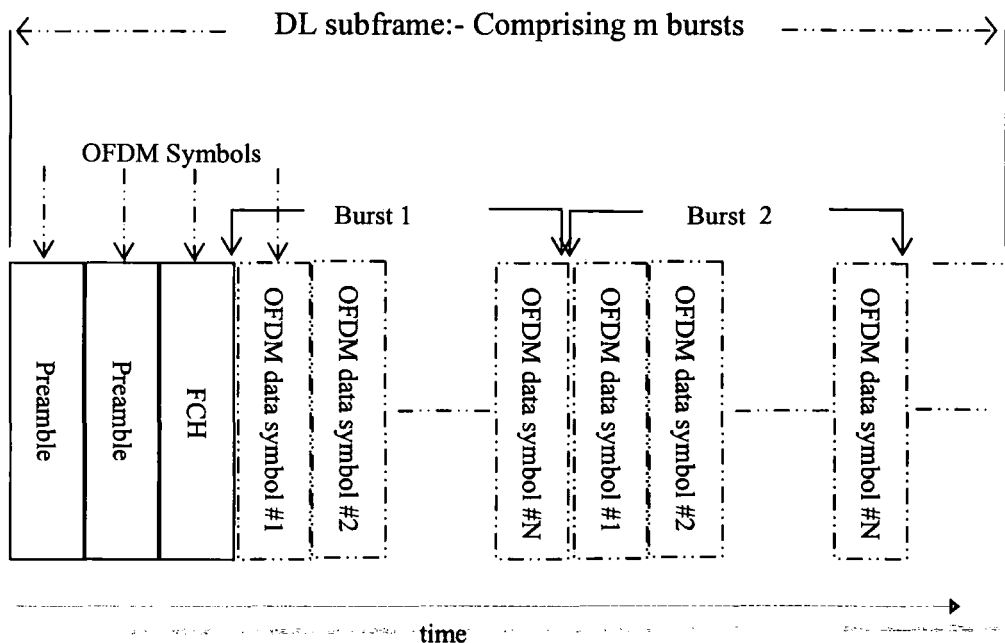 DL subframe:- Comprising m bursts
OFDM Symbols
Burst 1
Burst 2
Preamble
Preamble
FCH
OFDM data symbol #1
OFDM data symbol #2
OFDM data symbol #N
OFDM data symbol #1
OFDM data symbol #2
OFDM data symbol #N
time